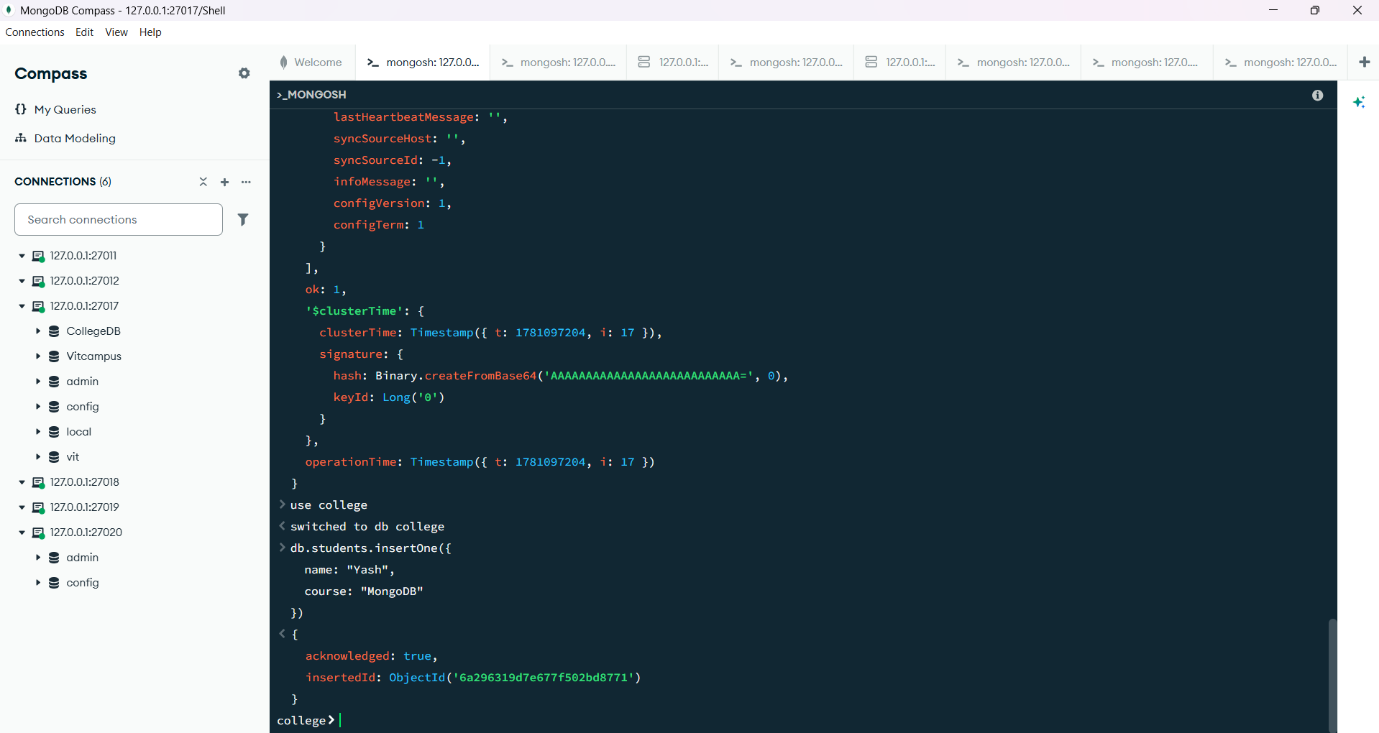 MongoDB Compass - 127.0.0.1:27017/Shell
Connections Edit View Help
Compass
My Queries
Data Modeling
CONNECTIONS (6)
Search connections
127.0.0.1:27011
127.0.0.1:27012
127.0.0.1:27017
CollegeDB
Vitcampus
admin
config
local
vit
127.0.0.1:27018
127.0.0.1:27019
127.0.0.1:27020
admin
config
Welcome
mongosh: 127.0.0...
mongosh: 127.0.0....
127.0.0.1:...
mongosh: 127.0.0...
127.0.0.1:...
mongosh: 127.0.0...
mongosh: 127.0.0....
mongosh: 127.0.0...
>_MONGOSH
lastHeartbeatMessage: '',
syncSourceHost: '',
syncSourceId: -1,
infoMessage: '',
configVersion: 1,
configTerm: 1
}
],
ok: 1,
'$clusterTime': {
clusterTime: Timestamp({ t: 1781097204, i: 17 }),
signature: {
hash: Binary.createFromBase64('AAAAAAAAAAAAAAAAAAAAAAAAAAA=', 0),
keyId: Long('0')
}
},
operationTime: Timestamp({ t: 1781097204, i: 17 })
}
> use college
< switched to db college
> db.students.insertOne({
name: "Yash",
course: "MongoDB"
})
< {
acknowledged: true,
insertedId: ObjectId('6a296319d7e677f502bd8771')
}
college>